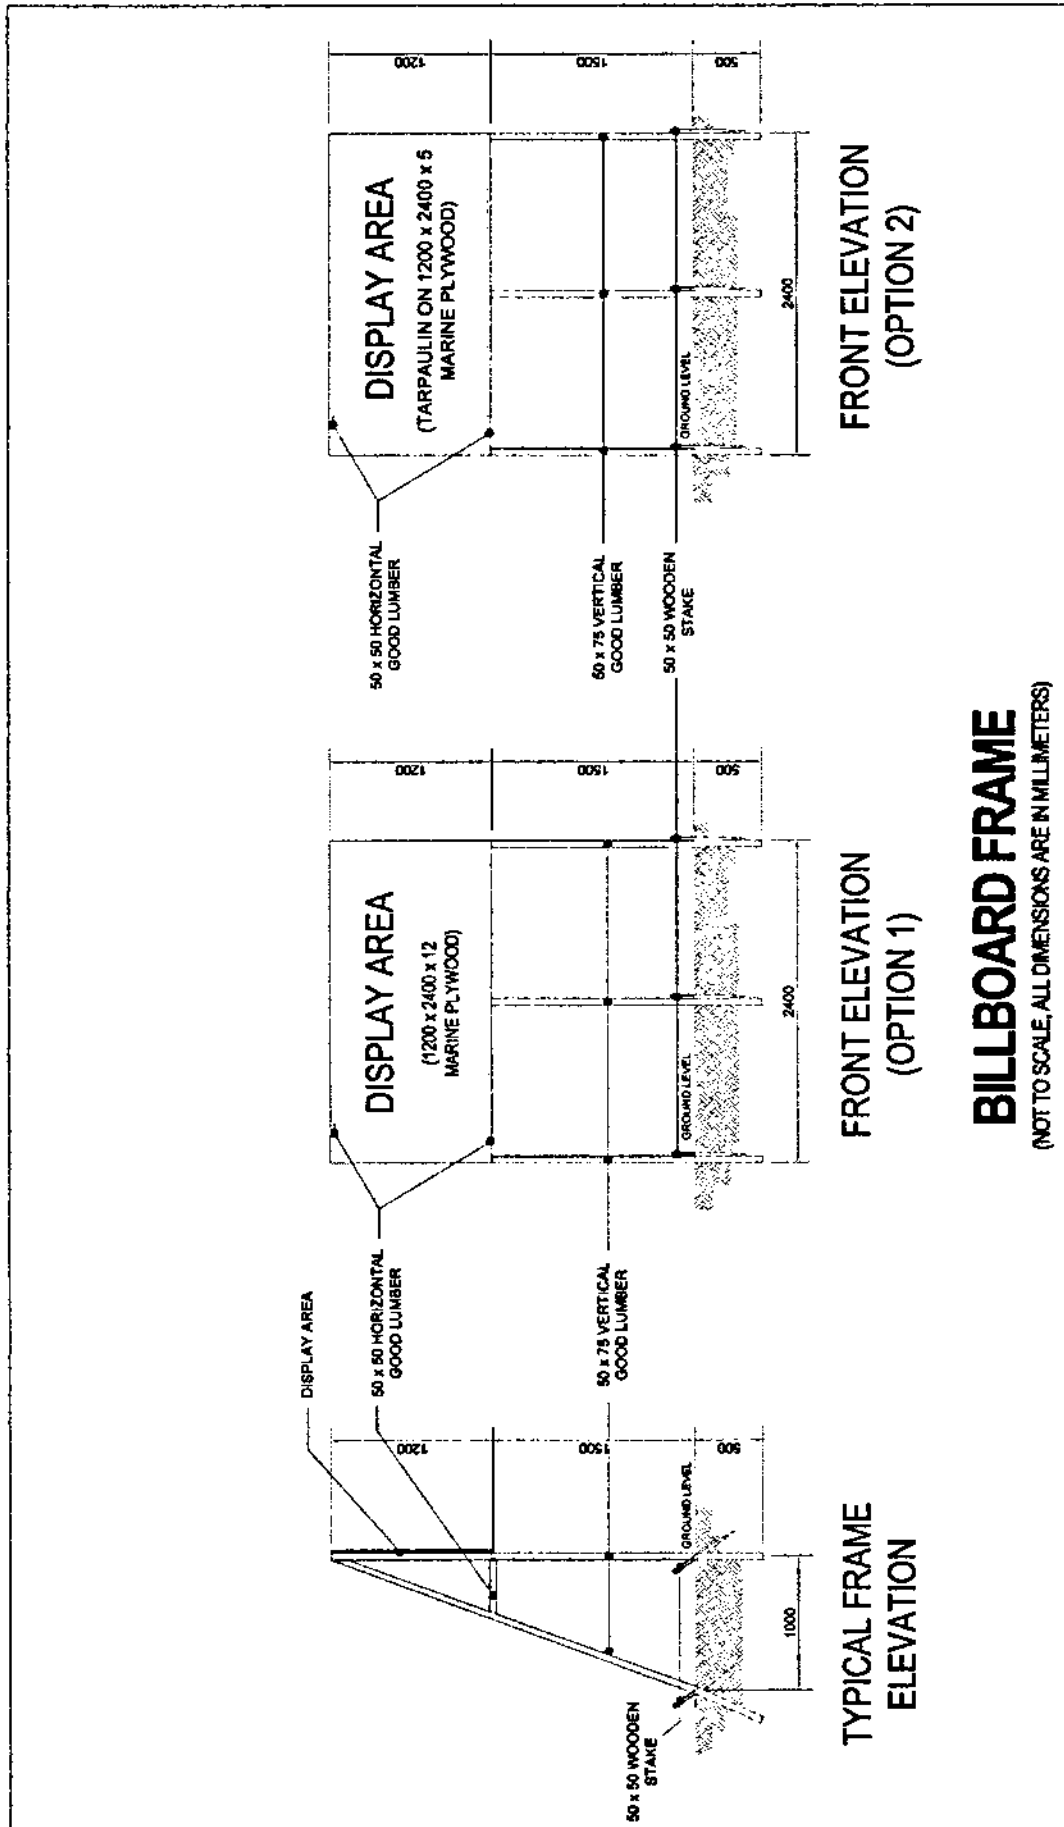 DISPLAY AREA
50 x 50 HORIZONTAL
GOOD LUMBER
50 x 75 VERTICAL
GOOD LUMBER
50 x 50 WOODEN
STAKE
GROUND LEVEL
1200
1500
500
1000
TYPICAL FRAME
ELEVATION
DISPLAY AREA
(1200 x 2400 x 12
MARINE PLYWOOD)
GROUND LEVEL
1200
1500
500
2400
FRONT ELEVATION
(OPTION 1)
50 x 50 HORIZONTAL
GOOD LUMBER
50 x 75 VERTICAL
GOOD LUMBER
50 x 50 WOODEN
STAKE
DISPLAY AREA
(TARPAULIN ON 1200 x 2400 x 5
MARINE PLYWOOD)
GROUND LEVEL
1200
1500
500
2400
FRONT ELEVATION
(OPTION 2)
BILLBOARD FRAME
(NOT TO SCALE, ALL DIMENSIONS ARE IN MILLIMETERS)